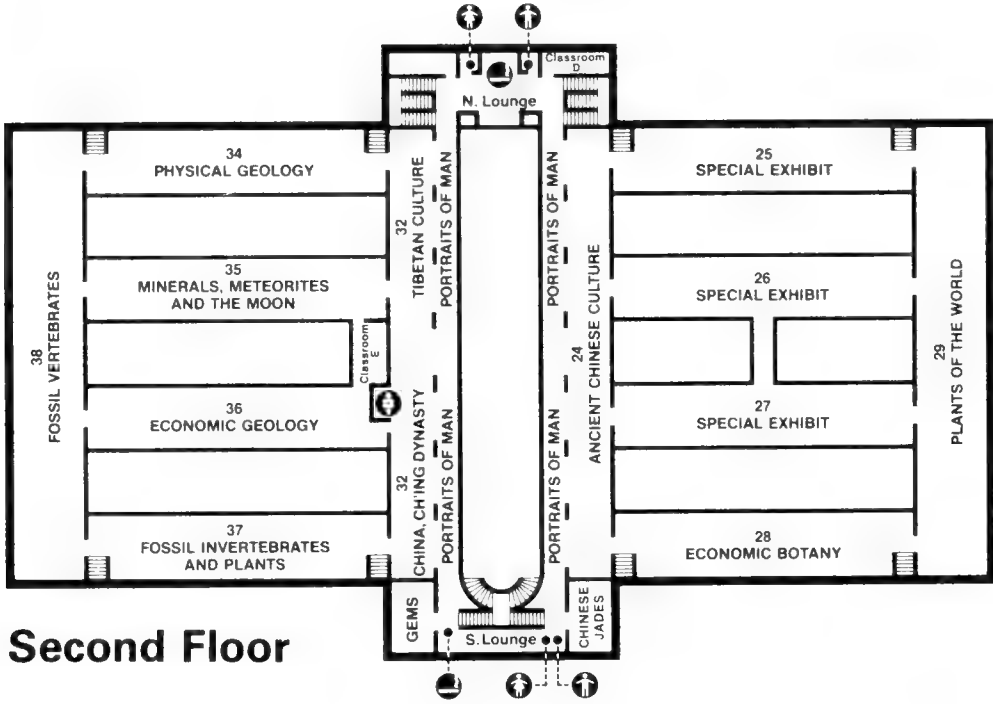 Classroom
D
N. Lounge
34
PHYSICAL GEOLOGY
35
MINERALS, METEORITES
AND THE MOON
Classroom
E
36
ECONOMIC GEOLOGY
37
FOSSIL INVERTEBRATES
AND PLANTS
38
FOSSIL VERTEBRATES
32
TIBETAN CULTURE
32
CHINA, CH'ING DYNASTY
PORTRAITS OF MAN
PORTRAITS OF MAN
PORTRAITS OF MAN
PORTRAITS OF MAN
24
ANCIENT CHINESE CULTURE
25
SPECIAL EXHIBIT
26
SPECIAL EXHIBIT
27
SPECIAL EXHIBIT
28
ECONOMIC BOTANY
29
PLANTS OF THE WORLD
GEMS
S. Lounge
CHINESE
JADES
Second Floor